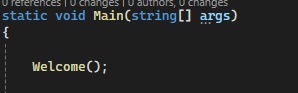 0 references | 0 changes | 0 authors, 0 changes
static void Main(string[] args)
{
Welcome();